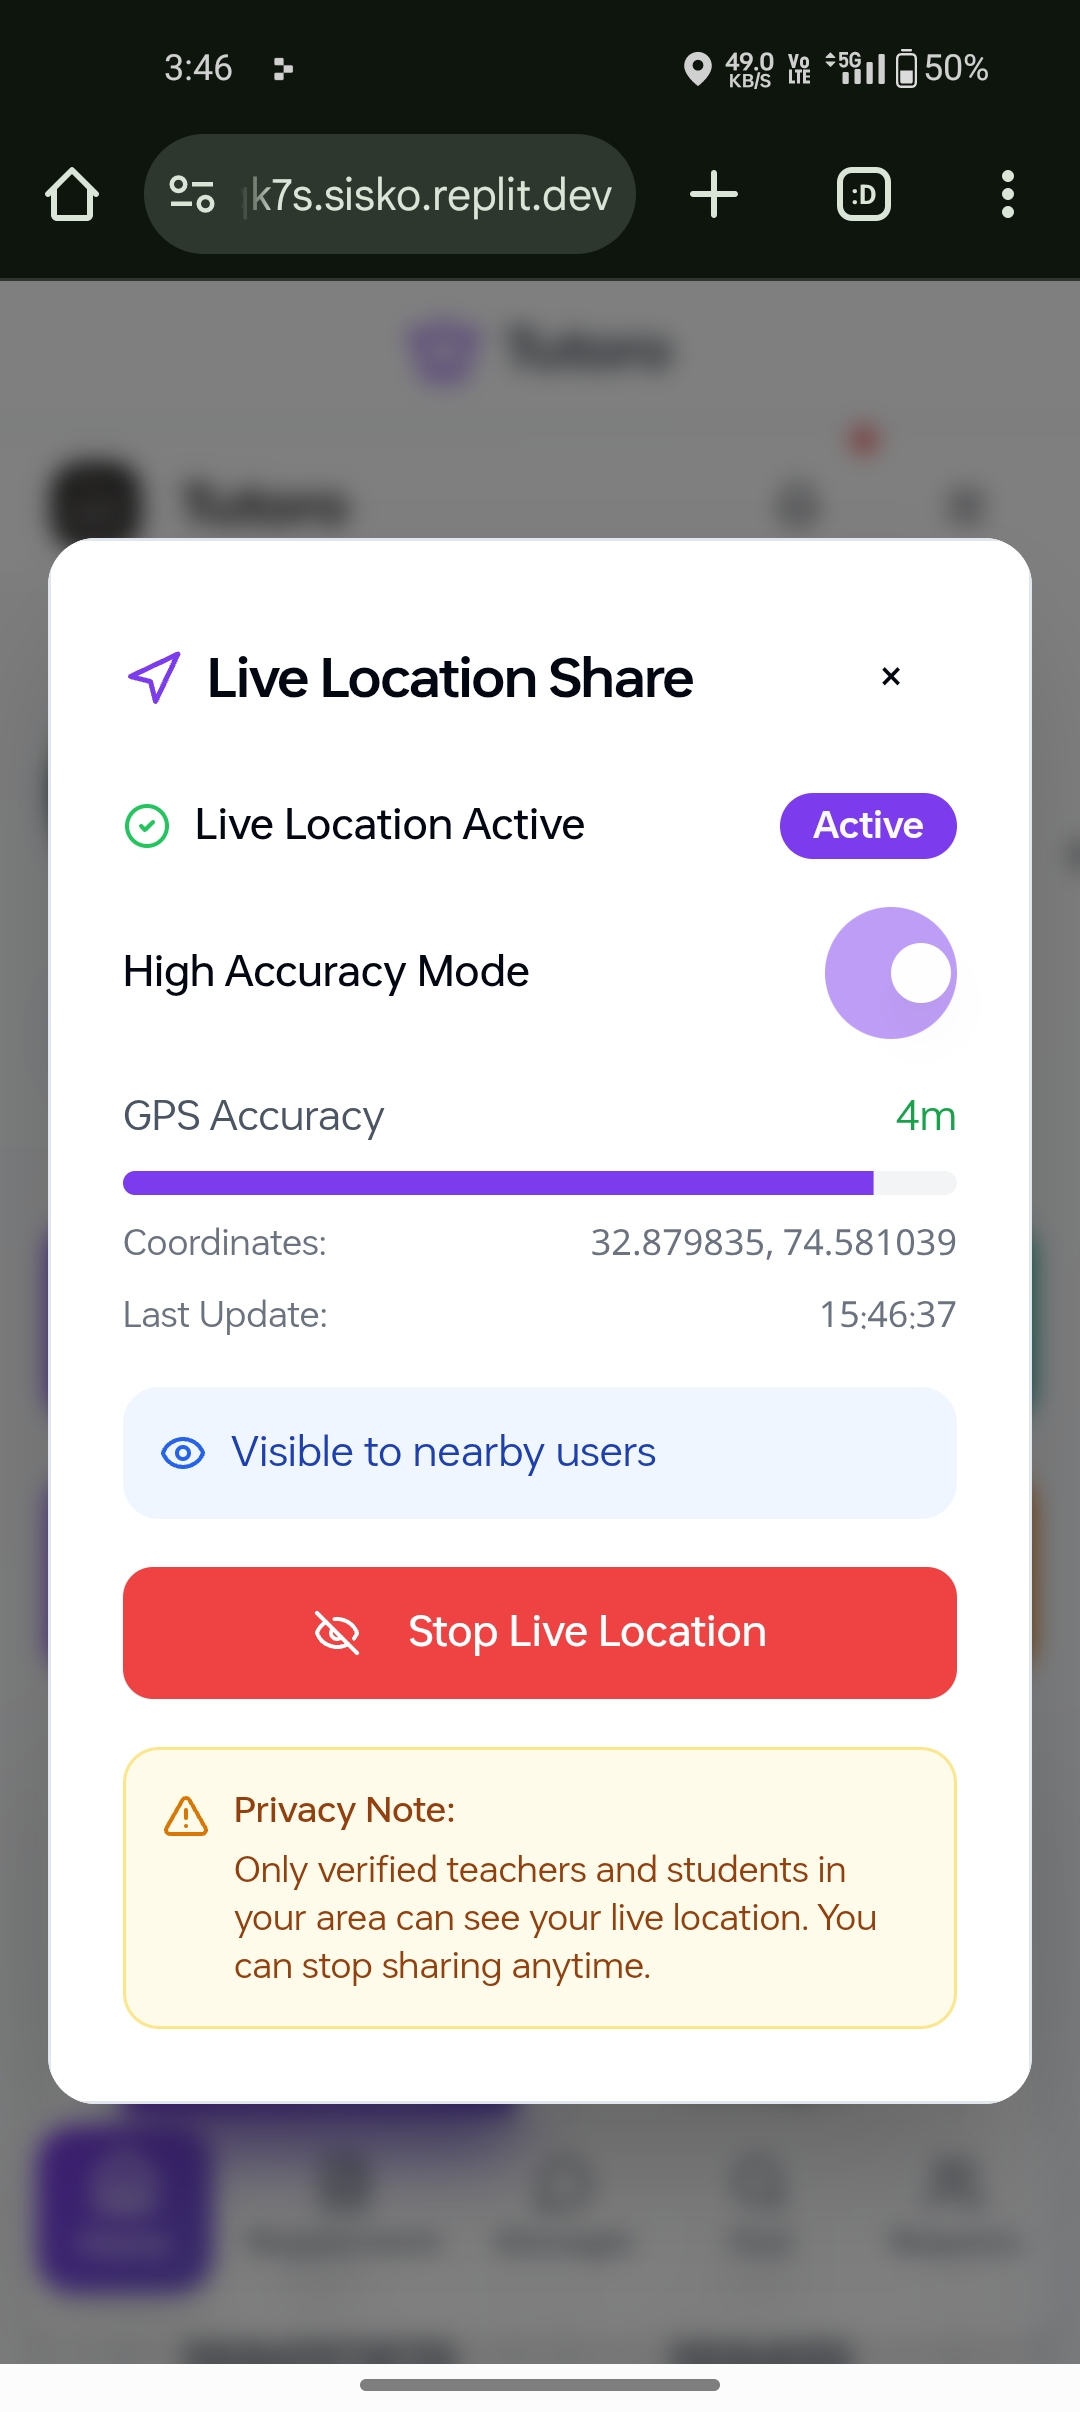 3:46
49.0
KB/S
Vo
LTE
5G
50%
k7s.sisko.replit.dev
:D
Tutoro
Tutoro
Live Location Share
×
Live Location Active
Active
High Accuracy Mode
GPS Accuracy
4m
Coordinates:
32.879835, 74.581039
Last Update:
15:46:37
Visible to nearby users
Stop Live Location
Privacy Note:
Only verified teachers and students in
your area can see your live location. You
can stop sharing anytime.